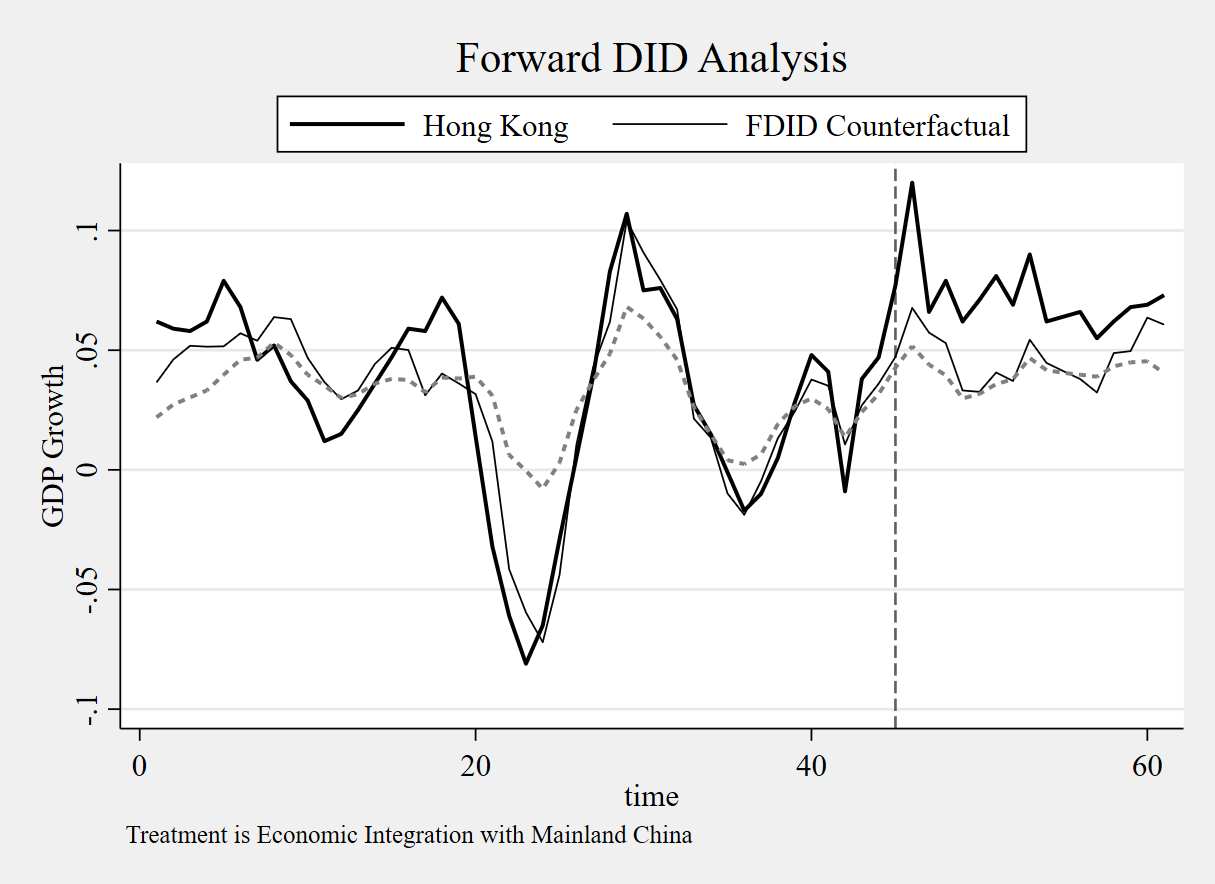 Forward DID Analysis
Hong Kong FDID Counterfactual
.1
.05
0
-.05
-.1
GDP Growth
0 20 40 60
time
Treatment is Economic Integration with Mainland China